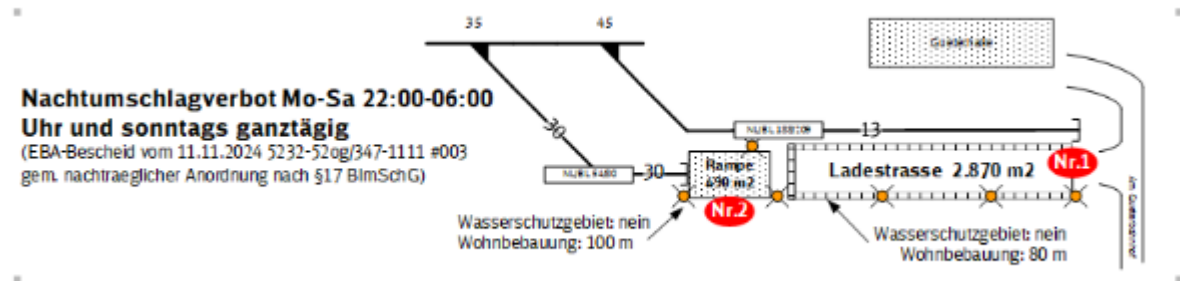 35
45
Gueterhalle
Nachtumschlagverbot Mo-Sa 22:00-06:00
Uhr und sonntags ganztägig
(EBA-Bescheid vom 11.11.2024 5232-52og/347-1111 #003
gem. nachtraeglicher Anordnung nach §17 BImSchG)
30
13
30
Rampe
490 m2
Nr.2
Ladestrasse 2.870 m2
Nr.1
Wasserschutzgebiet: nein
Wohnbebauung: 100 m
Wasserschutzgebiet: nein
Wohnbebauung: 80 m